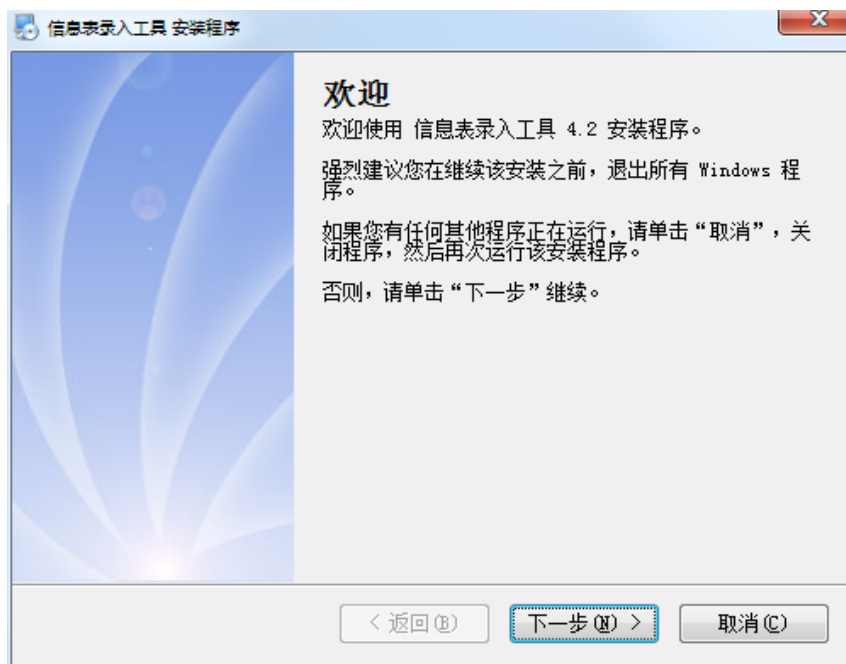 信息表录入工具 安装程序
欢迎
欢迎使用 信息表录入工具 4.2 安装程序。
强烈建议您在继续该安装之前，退出所有 Windows 程
序。
如果您有任何其他程序正在运行，请单击“取消”，关
闭程序，然后再次运行该安装程序。
否则，请单击“下一步”继续。
< 返回(B)
下一步(N) >
取消(C)